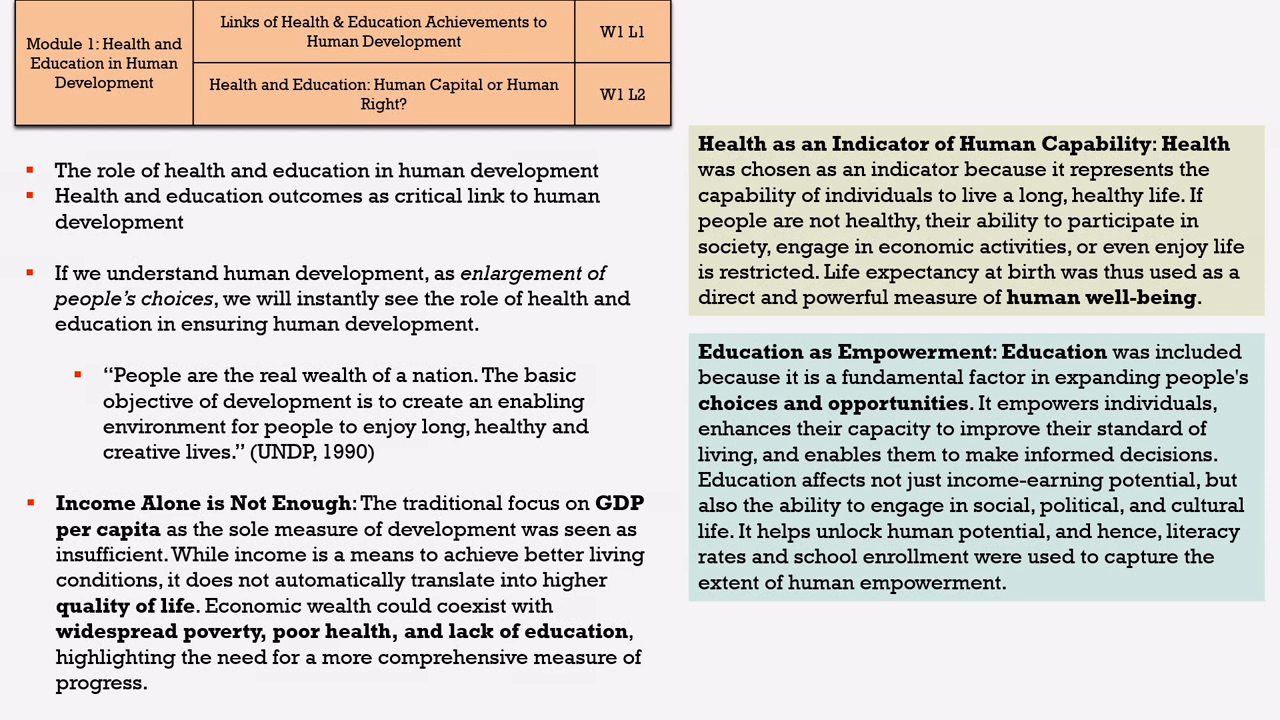 Module 1: Health and
Education in Human
Development
Links of Health & Education Achievements to
Human Development
W1 L1
Health and Education: Human Capital or Human
Right?
W1 L2
▪ The role of health and education in human development
▪ Health and education outcomes as critical link to human
development
▪ If we understand human development, as enlargement of
people's choices, we will instantly see the role of health and
education in ensuring human development.
▪ “People are the real wealth of a nation. The basic
objective of development is to create an enabling
environment for people to enjoy long, healthy and
creative lives.” (UNDP, 1990)
▪ Income Alone is Not Enough: The traditional focus on GDP
per capita as the sole measure of development was seen as
insufficient. While income is a means to achieve better living
conditions, it does not automatically translate into higher
quality of life. Economic wealth could coexist with
widespread poverty, poor health, and lack of education,
highlighting the need for a more comprehensive measure of
progress.
Health as an Indicator of Human Capability: Health
was chosen as an indicator because it represents the
capability of individuals to live a long, healthy life. If
people are not healthy, their ability to participate in
society, engage in economic activities, or even enjoy life
is restricted. Life expectancy at birth was thus used as a
direct and powerful measure of human well-being.
Education as Empowerment: Education was included
because it is a fundamental factor in expanding people's
choices and opportunities. It empowers individuals,
enhances their capacity to improve their standard of
living, and enables them to make informed decisions.
Education affects not just income-earning potential, but
also the ability to engage in social, political, and cultural
life. It helps unlock human potential, and hence, literacy
rates and school enrollment were used to capture the
extent of human empowerment.